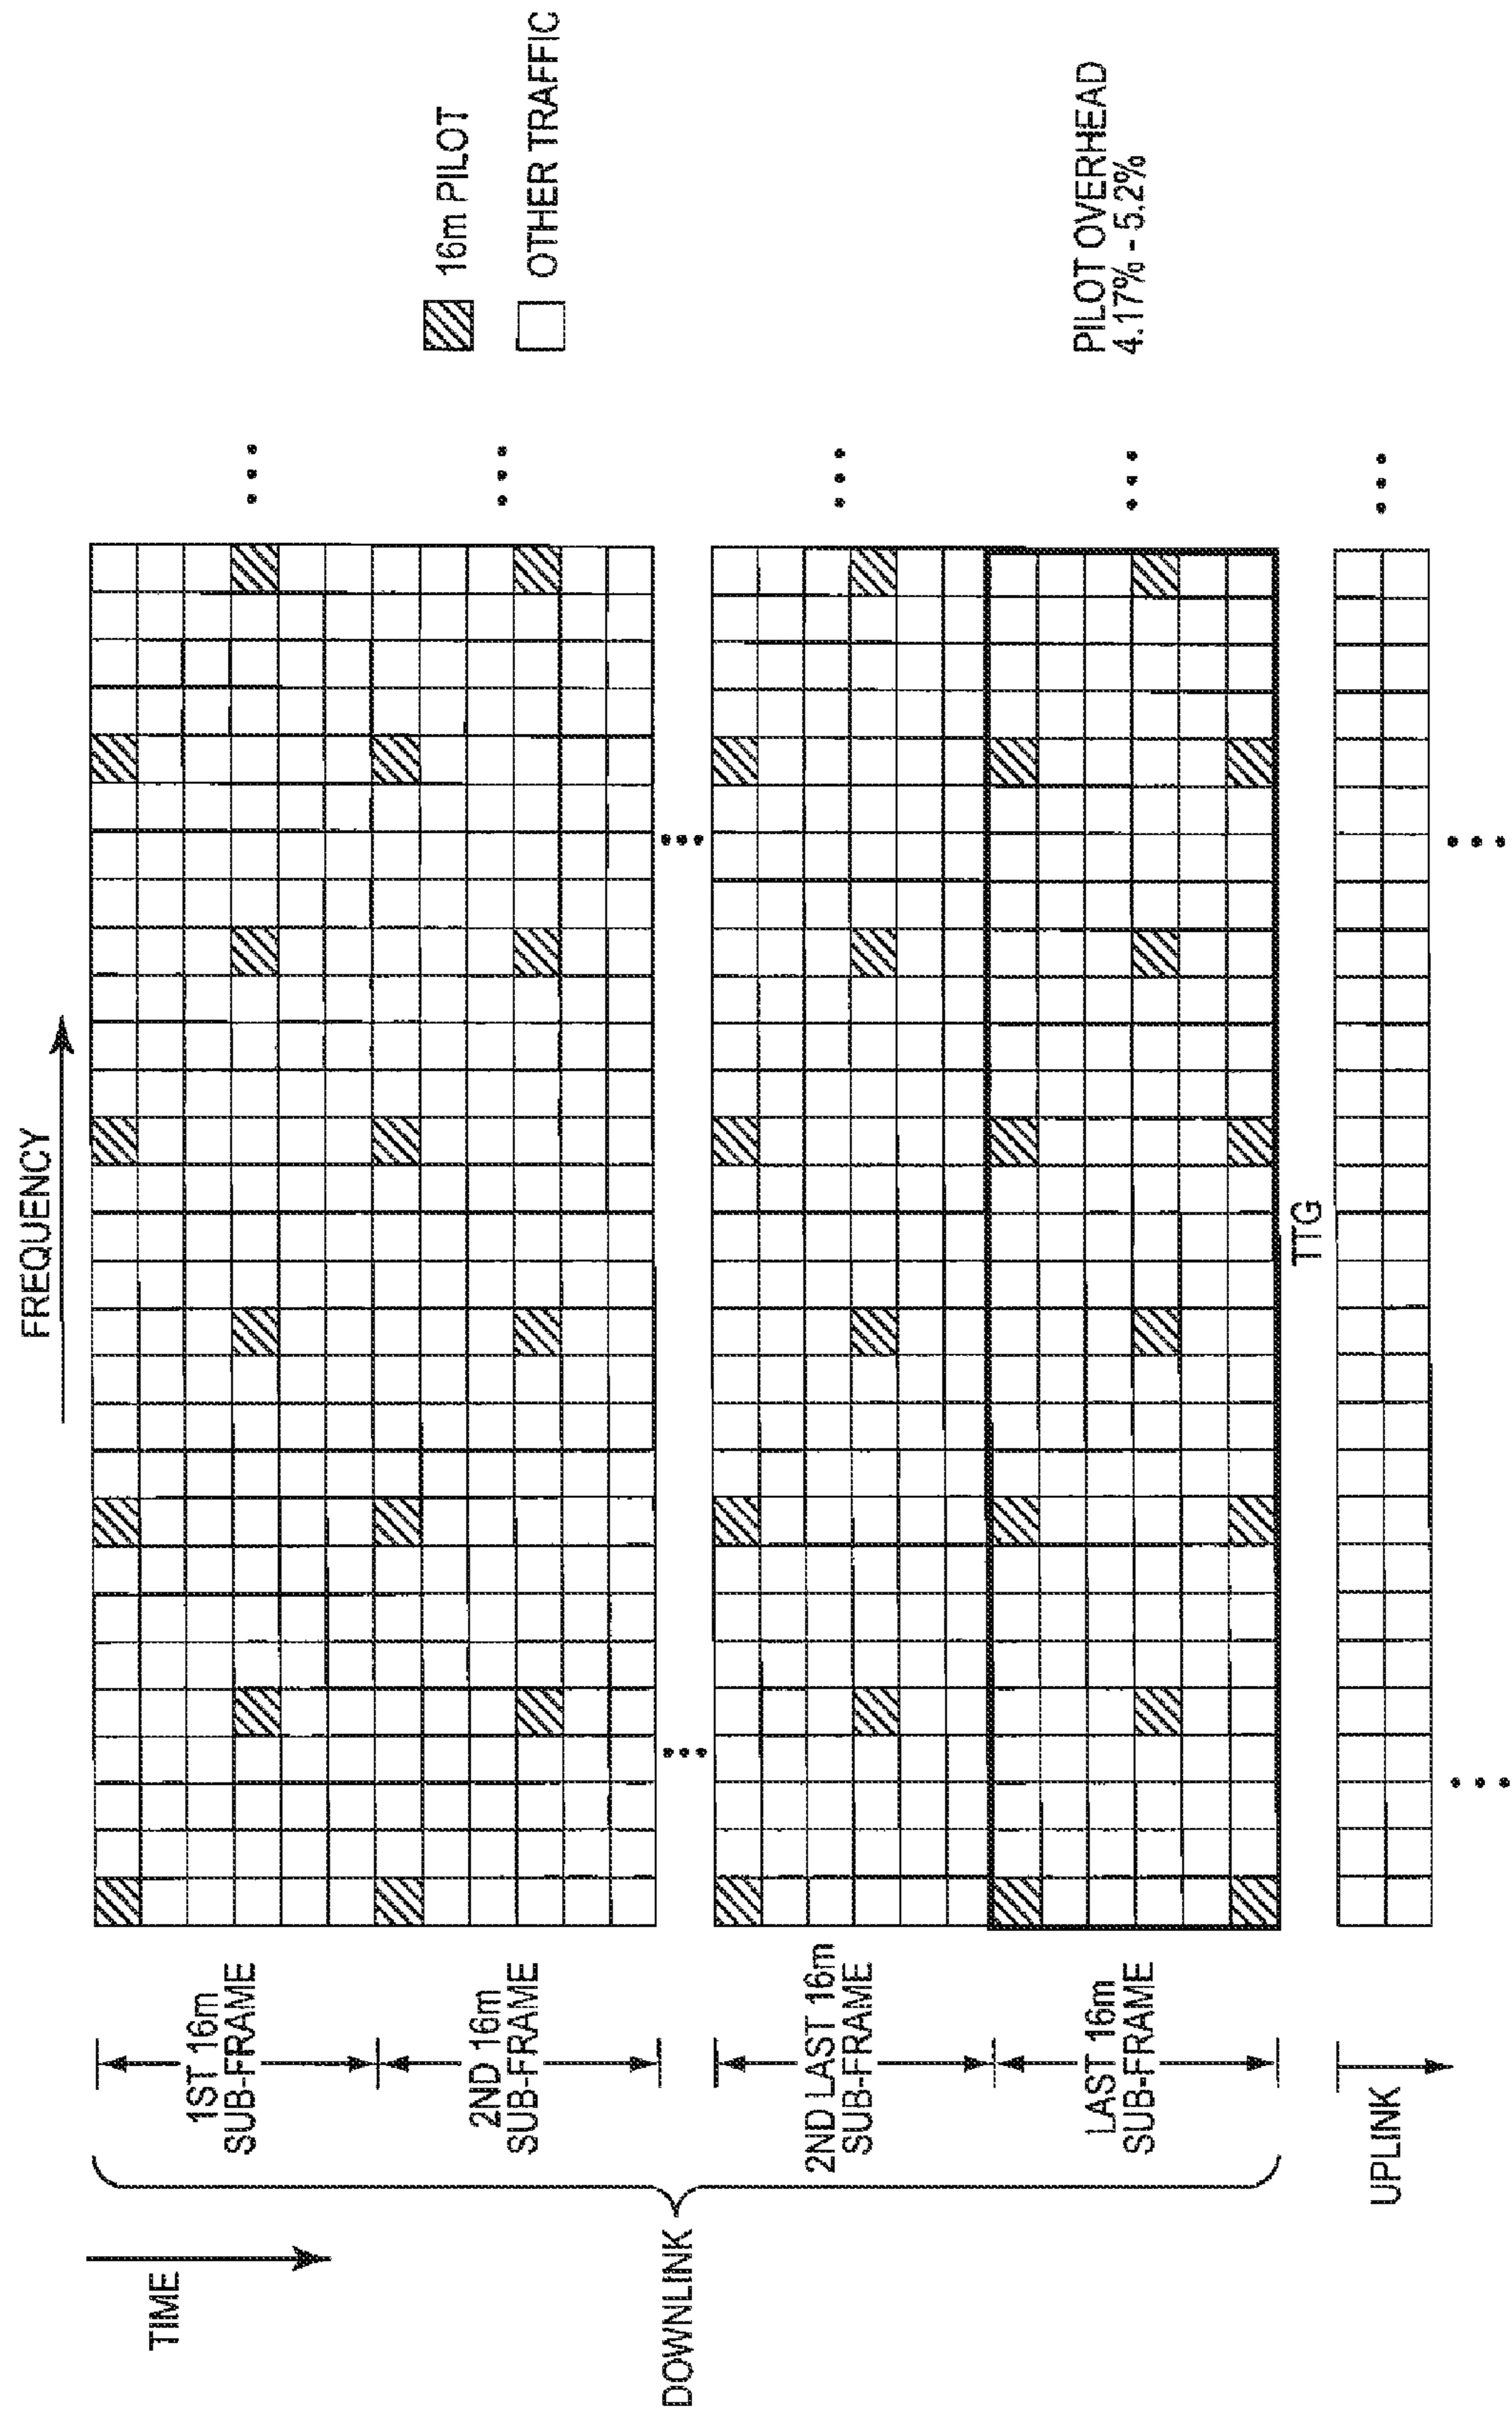 FREQUENCY
TIME
DOWNLINK
1ST 16m
SUB-FRAME
2ND 16m
SUB-FRAME
2ND LAST 16m
SUB-FRAME
LAST 16m
SUB-FRAME
UPLINK
TTG
16m PILOT
OTHER TRAFFIC
PILOT OVERHEAD
4.17% - 5.2%